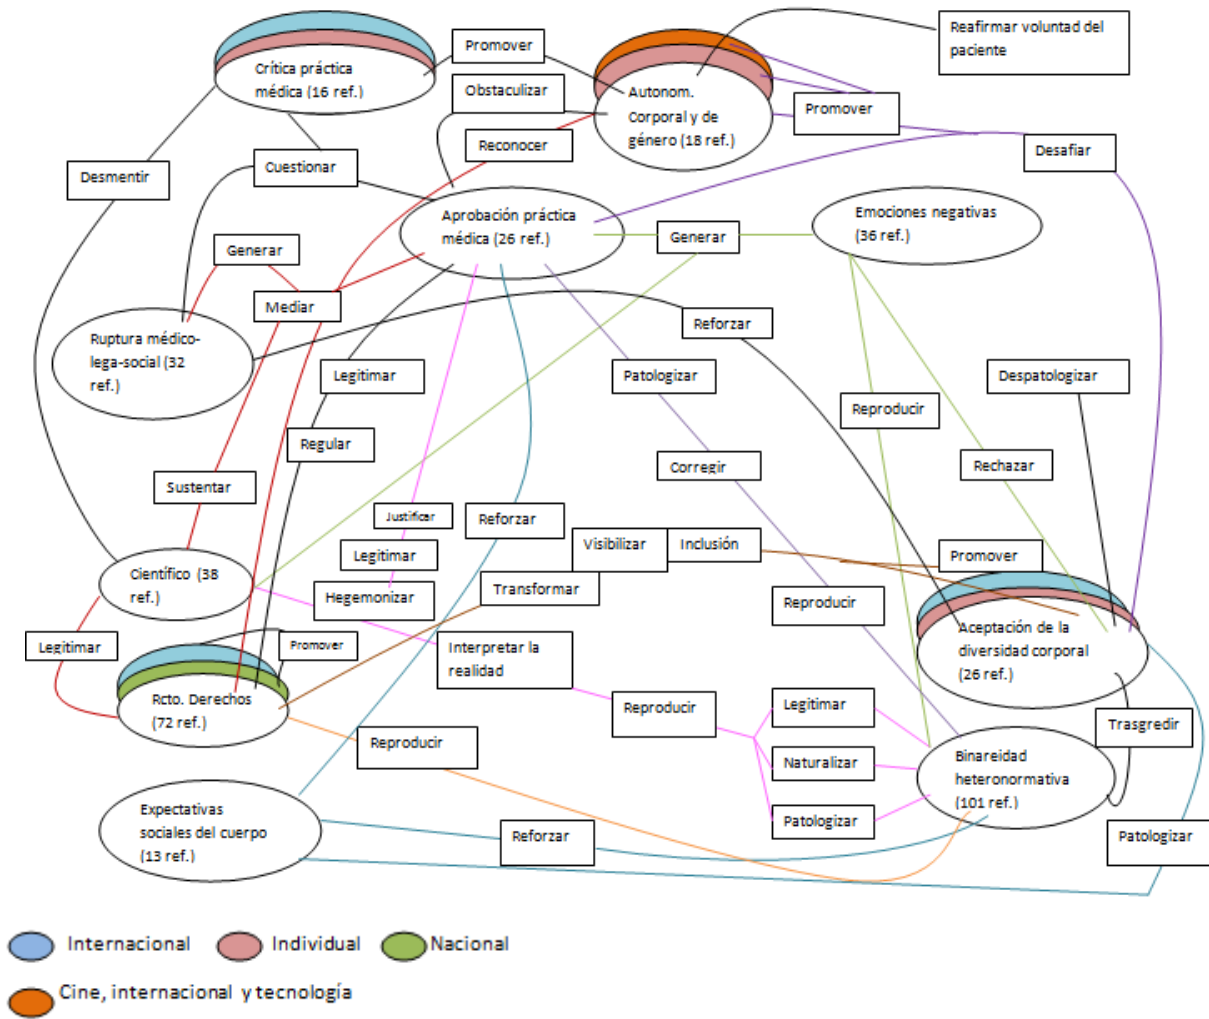 Reafirmar voluntad del
paciente
Promover
Crítica práctica
médica (16 ref.)
Obstaculizar
Autonom.
Corporal y de
género (18 ref.)
Promover
Reconocer
Desafiar
Cuestionar
Desmentir
Aprobación práctica
médica (26 ref.)
Emociones negativas
(36 ref.)
Generar
Generar
Mediar
Reforzar
Ruptura médico-
lega-social (32
ref.)
Legitimar
Patologizar
Despatologizar
Reproducir
Regular
Corregir
Rechazar
Sustentar
Justificar
Reforzar
Visibilizar
Inclusión
Legitimar
Promover
Científico (38
ref.)
Transformar
Hegemonizar
Reproducir
Aceptación de la
diversidad corporal
(26 ref.)
Legitimar
Promover
Interpretar la
realidad
Rcto. Derechos
(72 ref.)
Reproducir
Legitimar
Trasgredir
Reproducir
Naturalizar
Binareidad
heteronormativa
(101 ref.)
Expectativas
sociales del cuerpo
(13 ref.)
Reforzar
Patologizar
Patologizar
Internacional
Individual
Nacional
Cine, internacional y tecnología